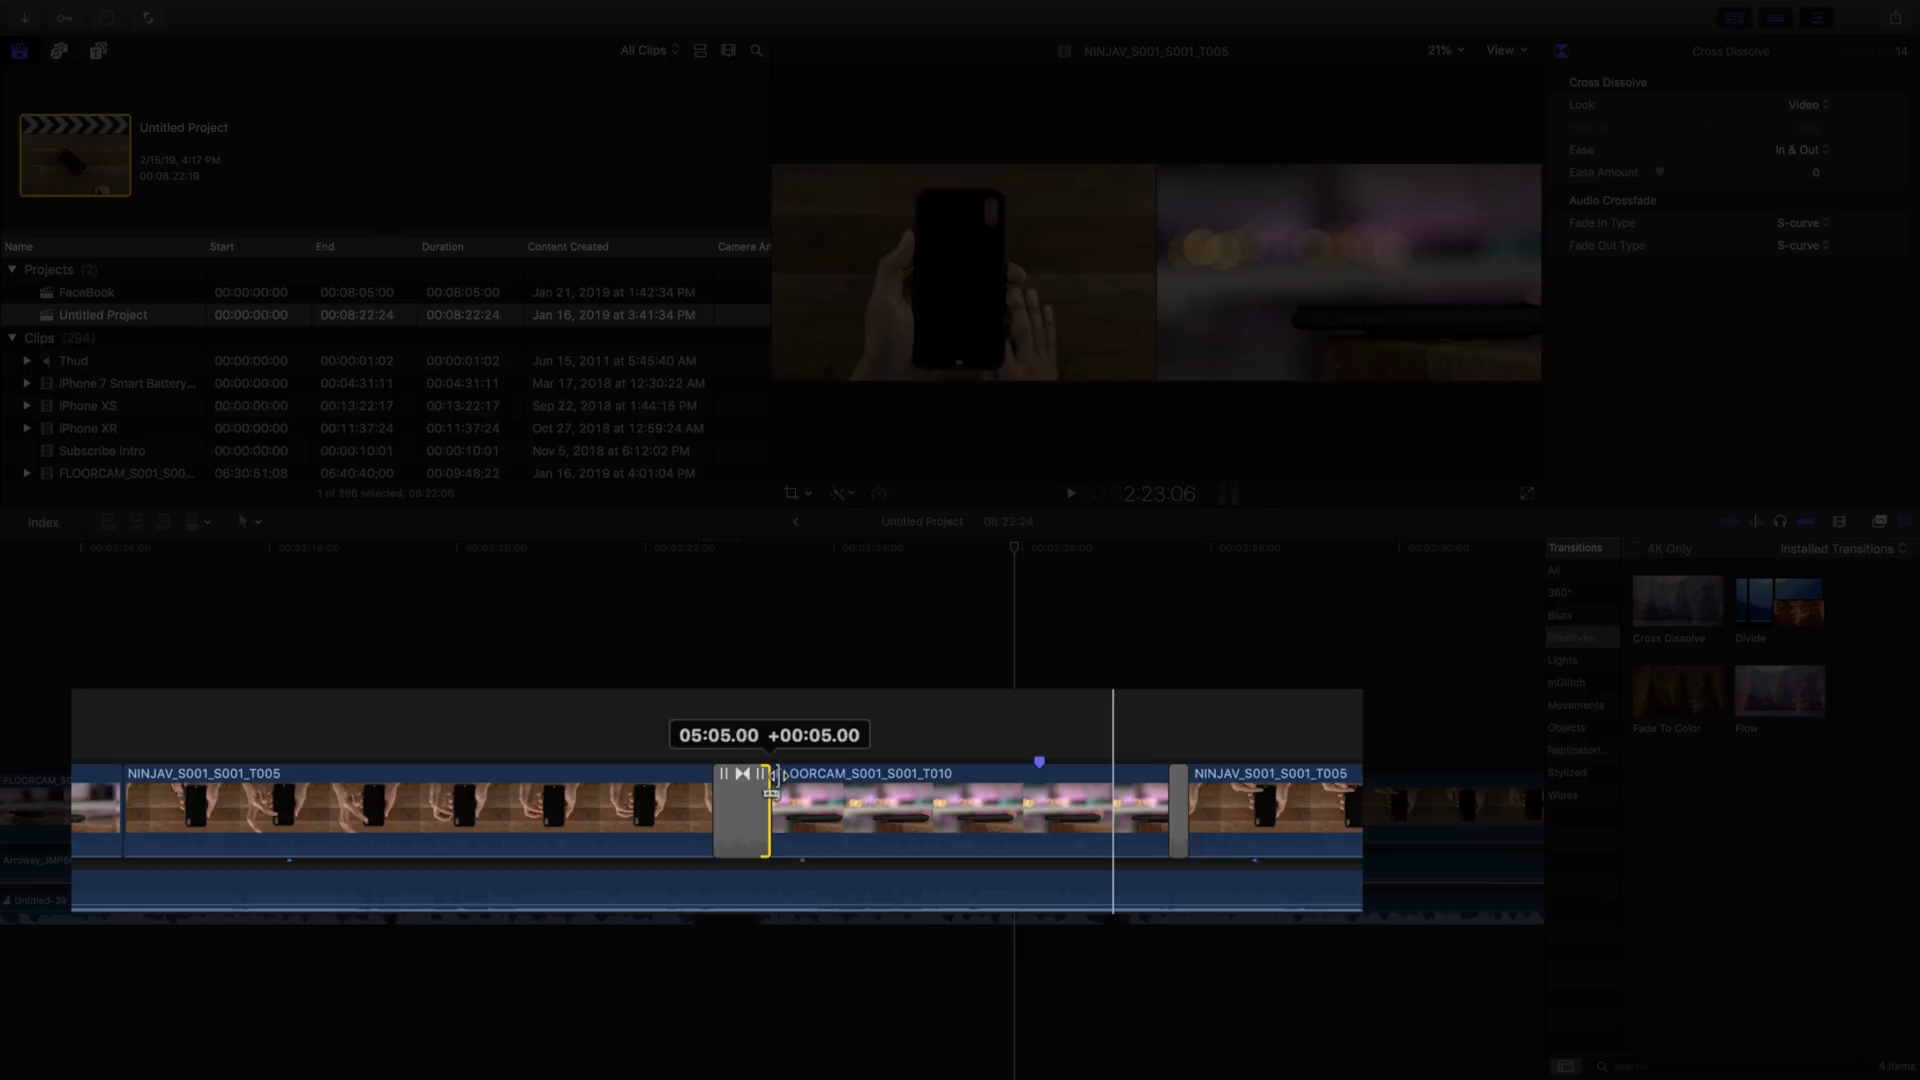 All Clips
NINJAV_S001_S001_T005
21%
View
Cross Dissolve
14
Untitled Project
2/15/19, 4:17 PM
00:08:22:19
Cross Dissolve
Look
Video
Ease
In & Out
Ease Amount
0
Audio Crossfade
Fade In Type
S-curve
Fade Out Type
S-curve
Name Start End Duration Content Created Camera An
Projects (2)
FaceBook 00:00:00:00 00:08:05:00 00:08:05:00 Jan 21, 2019 at 1:42:34 PM
Untitled Project 00:00:00:00 00:08:22:24 00:08:22:24 Jan 16, 2019 at 3:41:34 PM
Clips (294)
Thud 00:00:00:00 00:00:01:02 00:00:01:02 Jun 15, 2011 at 5:45:40 AM
iPhone 7 Smart Battery... 00:00:00:00 00:04:31:11 00:04:31:11 Mar 17, 2018 at 12:30:22 AM
iPhone XS 00:00:00:00 00:13:22:17 00:13:22:17 Sep 22, 2018 at 1:44:15 PM
iPhone XR 00:00:00:00 00:11:37:24 00:11:37:24 Oct 27, 2018 at 12:59:24 AM
Subscribe Intro 00:00:00:00 00:00:10:01 00:00:10:01 Nov 5, 2018 at 6:12:02 PM
FLOORCAM_S001_S00... 06:30:51;08 06:40:40;00 00:09:48;22 Jan 16, 2019 at 4:01:04 PM
1 of 296 selected, 08:22:06
2:23:06
Index
Untitled Project 08:22:24
00:02:16:00 00:02:18:00 00:02:20:00 00:02:22:00 00:02:24:00 00:02:26:00 00:02:28:00 00:02:30:00
Transitions
4K Only
Installed Transitions
All
360°
Blurs
Dissolves
Lights
mGlitch
Movements
Objects
Replicator/...
Stylized
Wipes
Cross Dissolve
Divide
Fade To Color
Flow
05:05.00 +00:05.00
FLOORCAM_S
NINJAV_S001_S001_T005
OORCAM_S001_S001_T010
NINJAV_S001_S001_T005
Arroway_JMPS
Untitled-39
Search
4 items